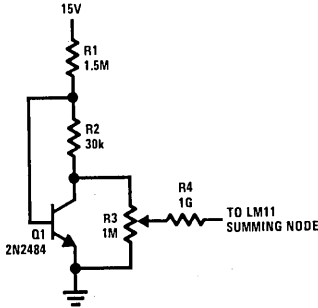 15V
R1
1.5M
R2
30k
R4
1G
R3
1M
TO LM11
SUMMING NODE
Q1
2N2484